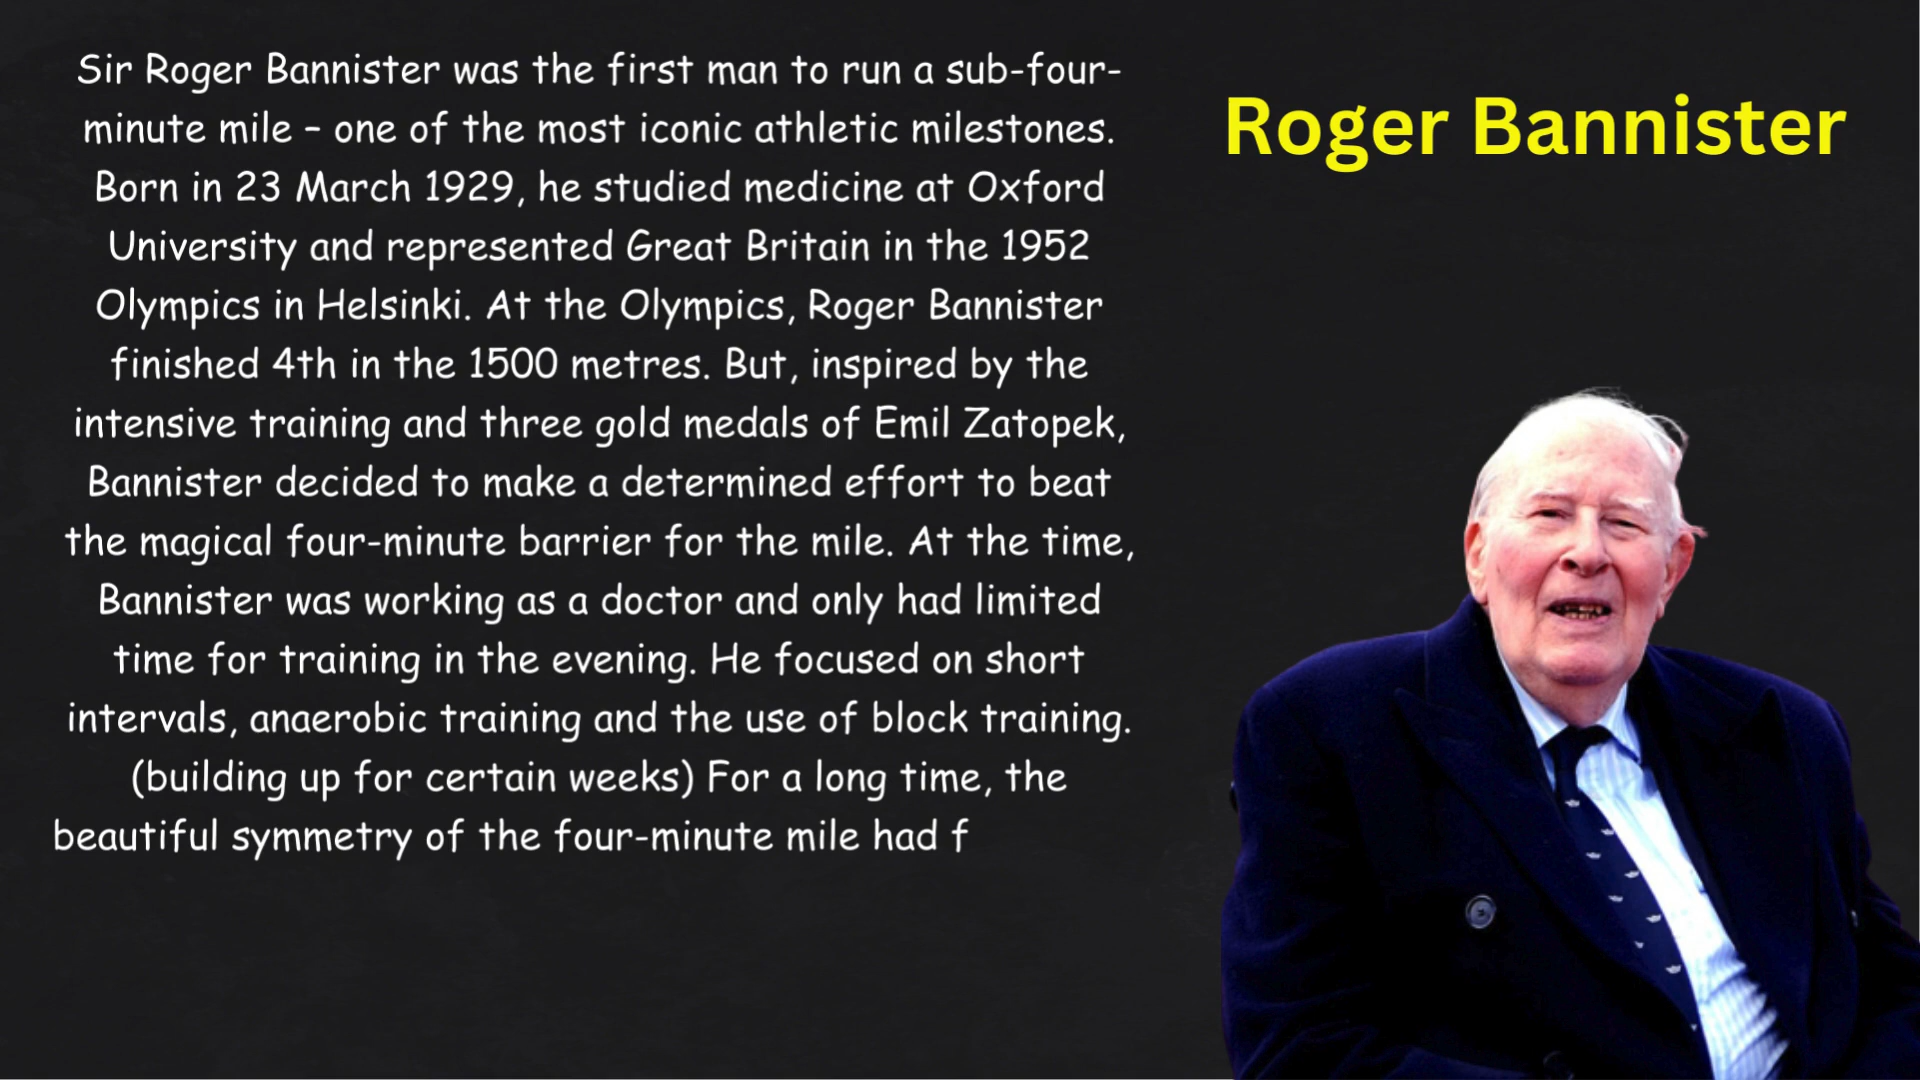 Sir Roger Bannister was the first man to run a sub-four-
minute mile – one of the most iconic athletic milestones.
Born in 23 March 1929, he studied medicine at Oxford
University and represented Great Britain in the 1952
Olympics in Helsinki. At the Olympics, Roger Bannister
finished 4th in the 1500 metres. But, inspired by the
intensive training and three gold medals of Emil Zatopek,
Bannister decided to make a determined effort to beat
the magical four-minute barrier for the mile. At the time,
Bannister was working as a doctor and only had limited
time for training in the evening. He focused on short
intervals, anaerobic training and the use of block training.
(building up for certain weeks) For a long time, the
beautiful symmetry of the four-minute mile had f
Roger Bannister